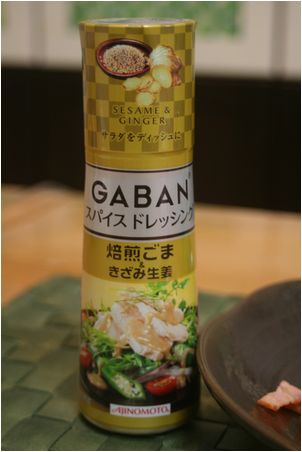 SESAME &
GINGER
サラダをディッシュに
GABAN®
スパイス ドレッシング
焙煎ごま
&
きざみ生姜
AJINOMOTO®